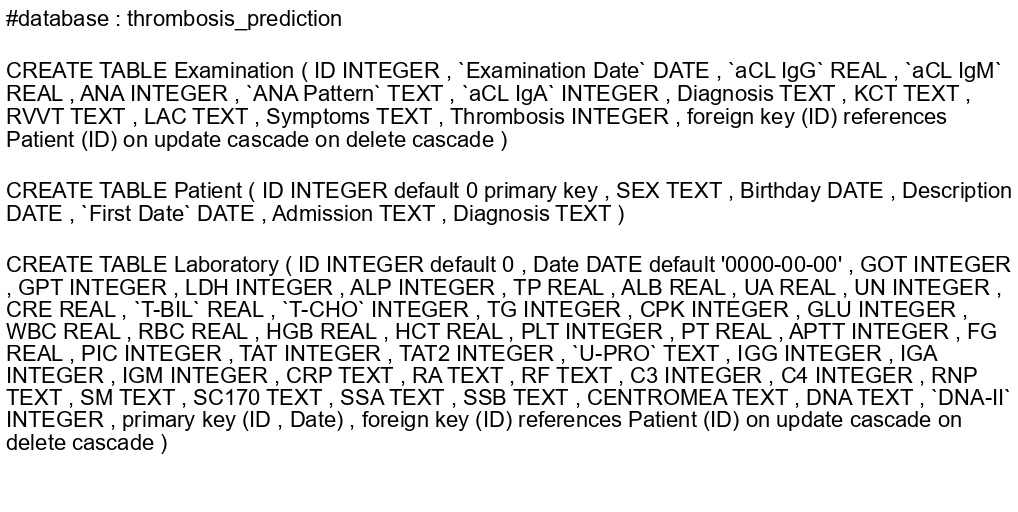 #database : thrombosis_prediction
CREATE TABLE Examination ( ID INTEGER , `Examination Date` DATE , `aCL IgG` REAL , `aCL IgM`
REAL , ANA INTEGER , `ANA Pattern` TEXT , `aCL IgA` INTEGER , Diagnosis TEXT , KCT TEXT ,
RVVT TEXT , LAC TEXT , Symptoms TEXT , Thrombosis INTEGER , foreign key (ID) references
Patient (ID) on update cascade on delete cascade )
CREATE TABLE Patient ( ID INTEGER default 0 primary key , SEX TEXT , Birthday DATE , Description
DATE , `First Date` DATE , Admission TEXT , Diagnosis TEXT )
CREATE TABLE Laboratory ( ID INTEGER default 0 , Date DATE default '0000-00-00' , GOT INTEGER
, GPT INTEGER , LDH INTEGER , ALP INTEGER , TP REAL , ALB REAL , UA REAL , UN INTEGER ,
CRE REAL , `T-BIL` REAL , `T-CHO` INTEGER , TG INTEGER , CPK INTEGER , GLU INTEGER ,
WBC REAL , RBC REAL , HGB REAL , HCT REAL , PLT INTEGER , PT REAL , APTT INTEGER , FG
REAL , PIC INTEGER , TAT INTEGER , TAT2 INTEGER , `U-PRO` TEXT , IGG INTEGER , IGA
INTEGER , IGM INTEGER , CRP TEXT , RA TEXT , RF TEXT , C3 INTEGER , C4 INTEGER , RNP
TEXT , SM TEXT , SC170 TEXT , SSA TEXT , SSB TEXT , CENTROMEA TEXT , DNA TEXT , `DNA-II`
INTEGER , primary key (ID , Date) , foreign key (ID) references Patient (ID) on update cascade on
delete cascade )